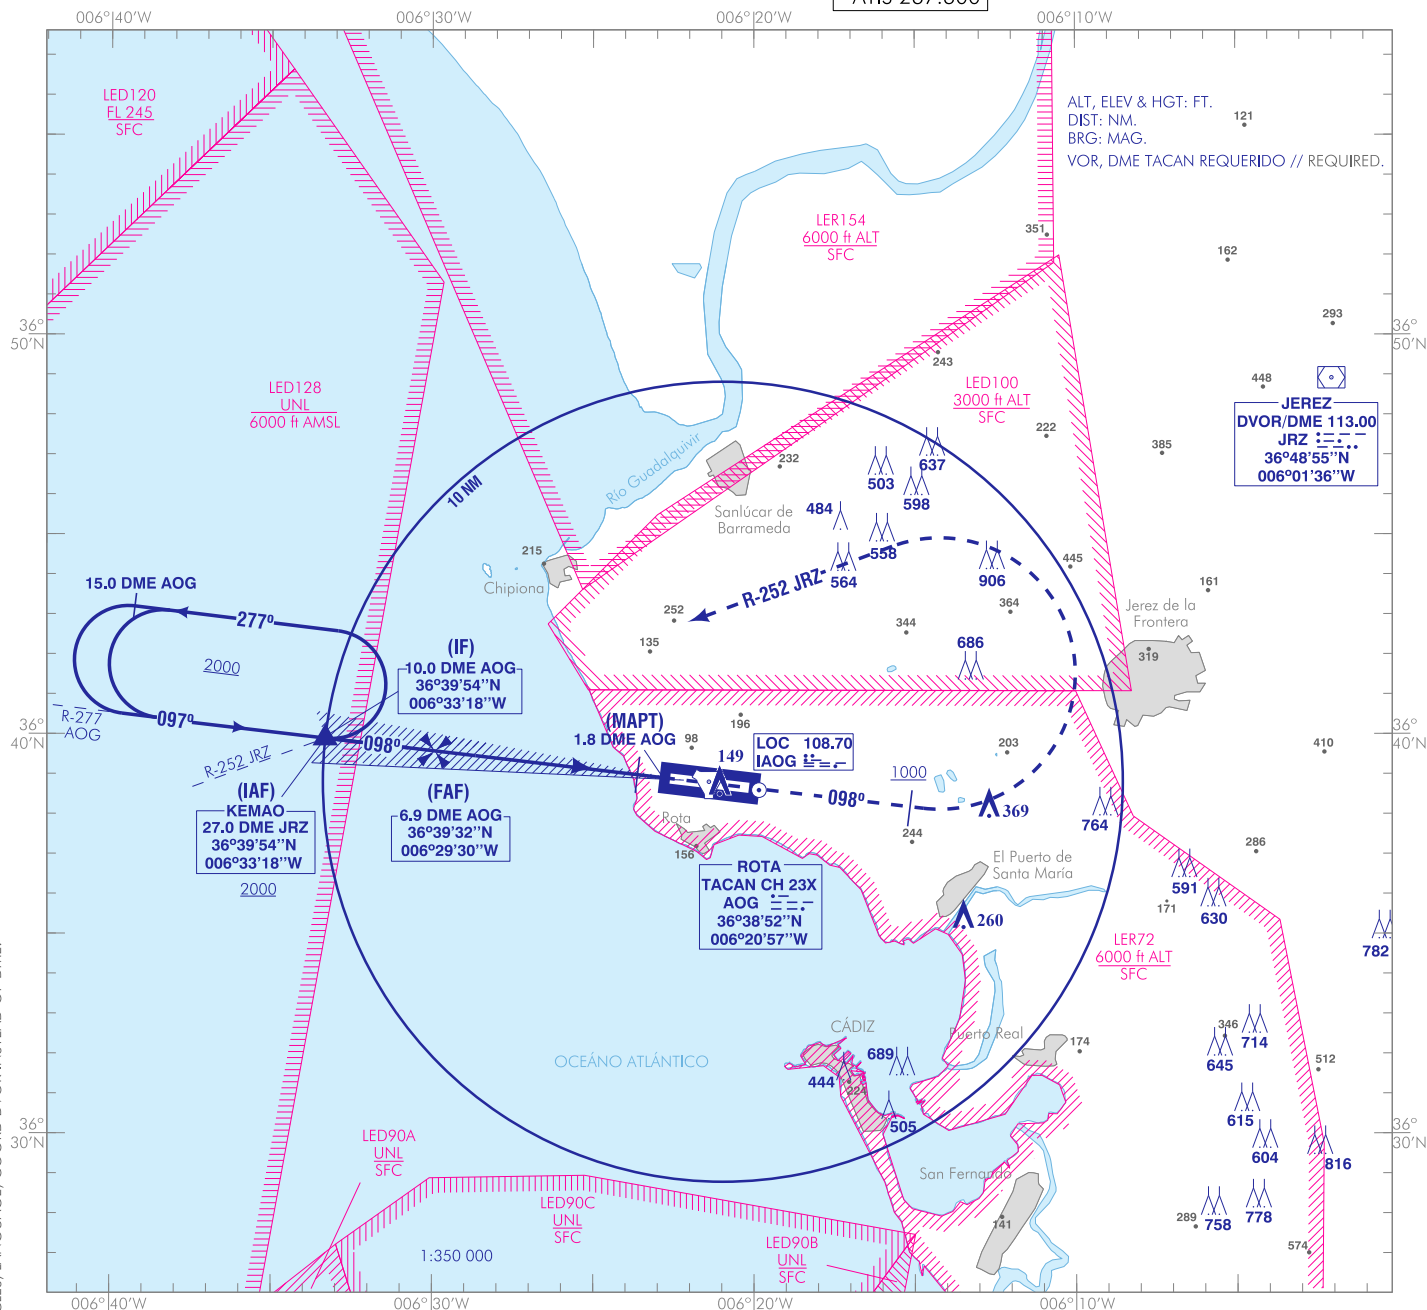 006°40'W
006°30'W
006°20'W
006°10'W
LED120
FL 245
SFC
ALT, ELEV & HGT: FT.
DIST: NM.
BRG: MAG.
VOR, DME TACAN REQUERIDO // REQUIRED.
121
LER154
6000 ft ALT
SFC
351
162
293
36°
50'N
36°
50'N
243
LED128
UNL
6000 ft AMSL
LED100
3000 ft ALT
SFC
448
JEREZ
DVOR/DME 113.00
JRZ
36°48'55''N
006°01'36''W
222
385
Río Guadalquivir
10 NM
232
637
503
598
Sanlúcar de
Barrameda
484
558
564
906
445
215
Chipiona
15.0 DME AOG
R-252 JRZ
161
364
Jerez de la
Frontera
277°
252
344
135
686
319
2000
(IF)
10.0 DME AOG
36°39'54''N
006°33'18''W
R-277
AOG
097°
098°
R-252 JRZ
(MAPT)
1.8 DME AOG
196
98
149
LOC 108.70
IAOG
203
410
36°
40'N
36°
40'N
1000
098°
369
764
(IAF)
KEMAO
27.0 DME JRZ
36°39'54''N
006°33'18''W
2000
(FAF)
6.9 DME AOG
36°39'32''N
006°29'30''W
Rota
156
244
286
ROTA
TACAN CH 23X
AOG
36°38'52''N
006°20'57''W
El Puerto de
Santa María
591
630
171
260
LER72
6000 ft ALT
SFC
782
CÁDIZ
Puerto Real
174
346
714
645
512
OCEÁNO ATLÁNTICO
689
444
224
505
615
604
816
36°
30'N
36°
30'N
LED90A
UNL
SFC
San Fernando
LED90C
UNL
SFC
141
289
758
778
574
LED90B
UNL
SFC
1:350 000
006°40'W
006°30'W
006°20'W
006°10'W